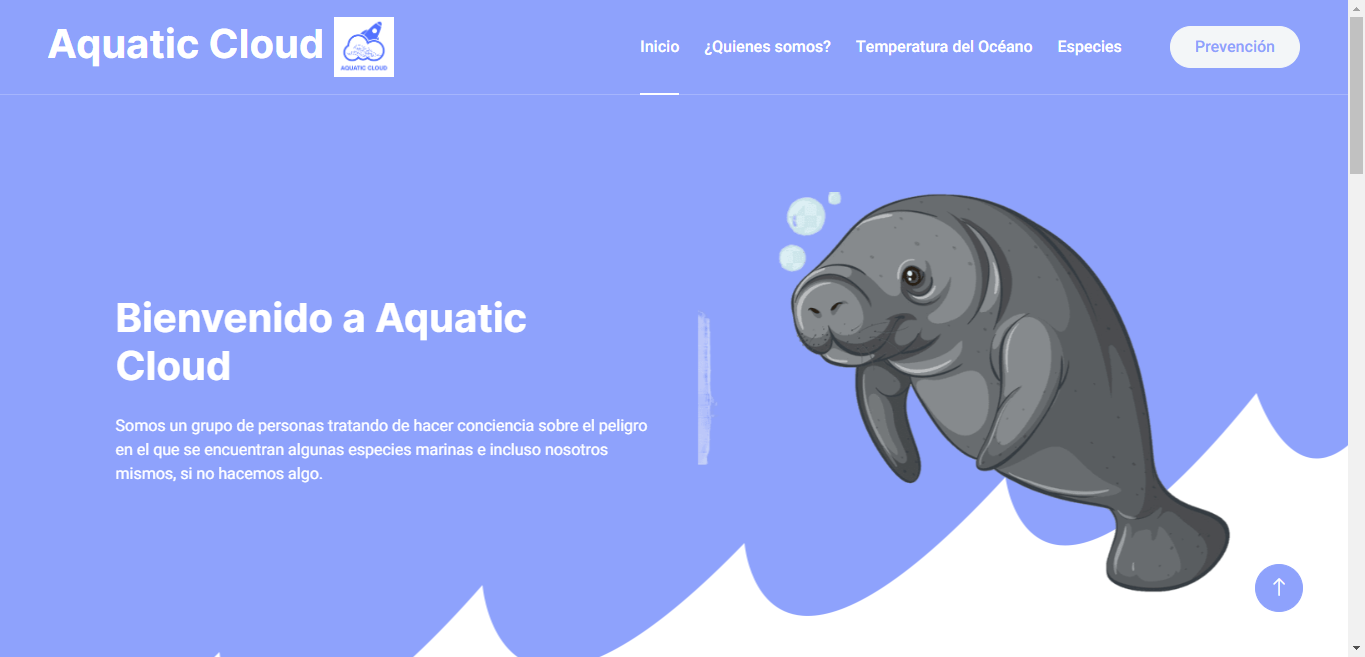 Aquatic Cloud
AQUATIC CLOUD
Inicio
¿Quienes somos?
Temperatura del Océano
Especies
Prevención
Bienvenido a Aquatic
Cloud
Somos un grupo de personas tratando de hacer conciencia sobre el peligro
en el que se encuentran algunas especies marinas e incluso nosotros
mismos, si no hacemos algo.